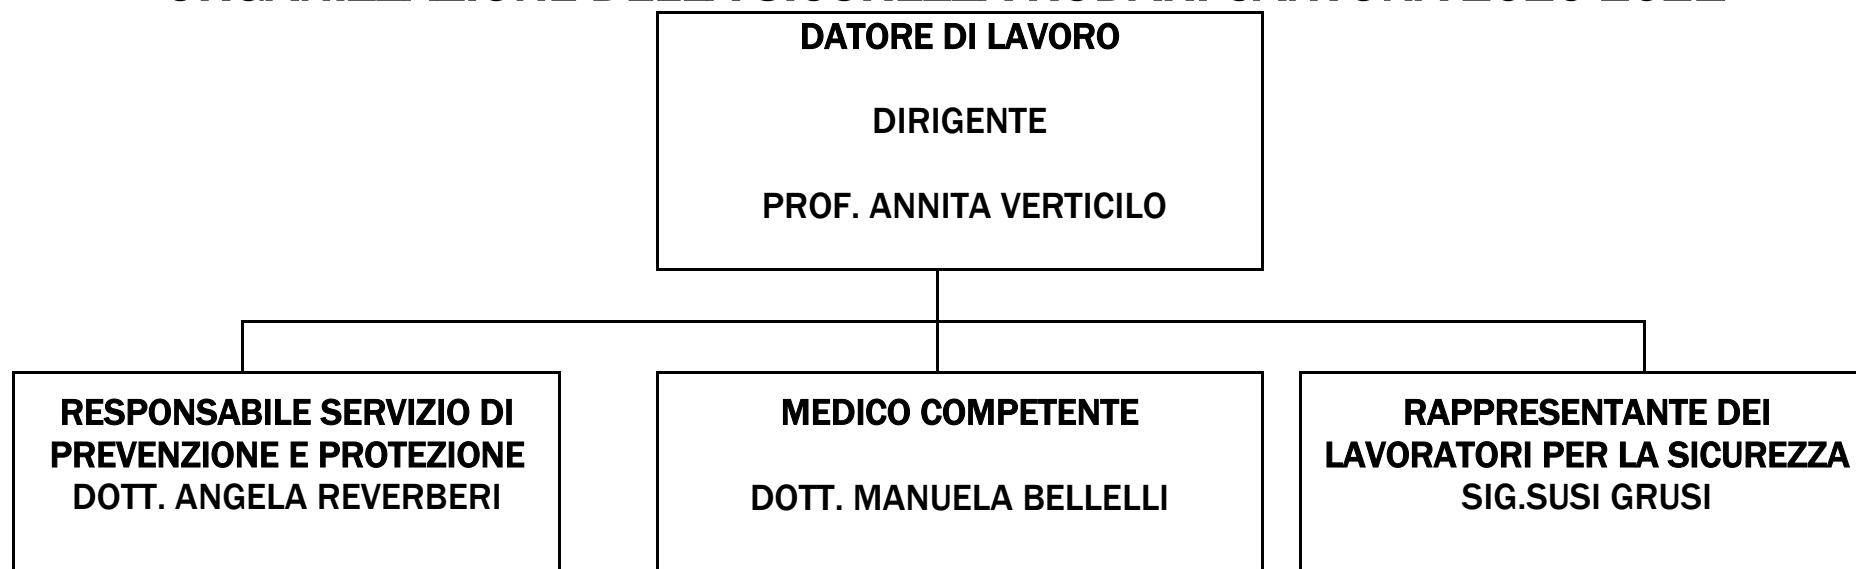 DATORE DI LAVORO
DIRIGENTE
PROF. ANNITA VERTICILO
RESPONSABILE SERVIZIO DI
PREVENZIONE E PROTEZIONE
DOTT. ANGELA REVERBERI
MEDICO COMPETENTE
DOTT. MANUELA BELLELLI
RAPPRESENTANTE DEI
LAVORATORI PER LA SICUREZZA
SIG.SUSI GRUSI